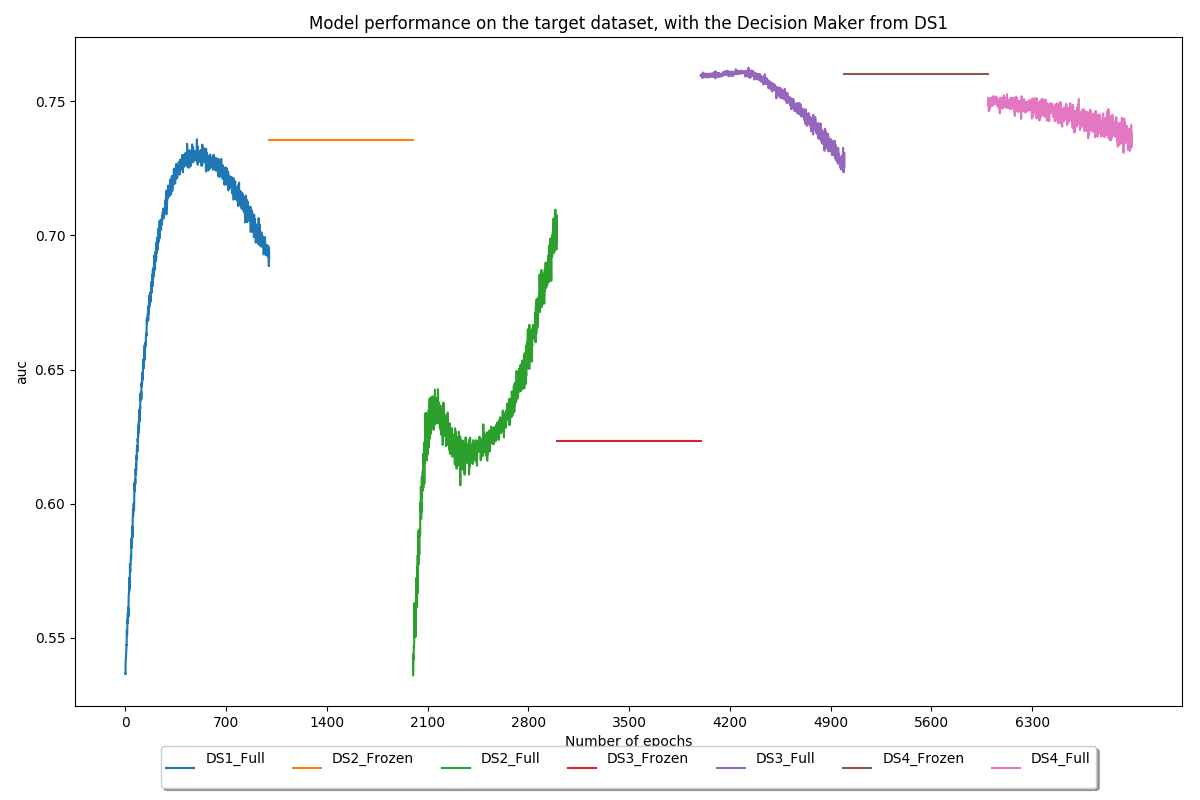 Model performance on the target dataset, with the Decision Maker from DS1
auc
0.75
0.70
0.65
0.60
0.55
0 700 1400 2100 2800 3500 4200 4900 5600 6300
Number of epochs
DS1_Full DS2_Frozen DS2_Full DS3_Frozen DS3_Full DS4_Frozen DS4_Full